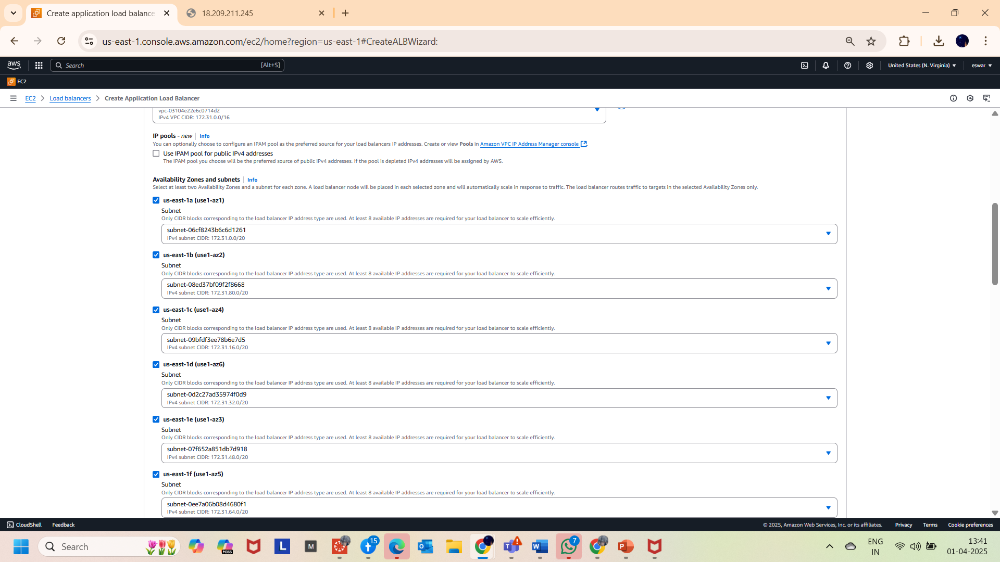 Create application load balance
18.209.211.245
us-east-1.console.aws.amazon.com/ec2/home?region=us-east-1#CreateALBWizard:
aws
Search
[Alt+S]
United States (N. Virginia)
eswar
EC2
EC2
Load balancers
Create Application Load Balancer
vpc-03104e22e6c0714d2
IPv4 VPC CIDR: 172.31.0.0/16
IP pools - new
Info
You can optionally choose to configure an IPAM pool as the preferred source for your load balancers IP addresses. Create or view Pools in Amazon VPC IP Address Manager console.
Use IPAM pool for public IPv4 addresses
The IPAM pool you choose will be the preferred source of public IPv4 addresses. If the pool is depleted IPv4 addresses will be assigned by AWS.
Availability Zones and subnets
Info
Select at least two Availability Zones and a subnet for each zone. A load balancer node will be placed in each selected zone and will automatically scale in response to traffic. The load balancer routes traffic to targets in the selected Availability Zones only.
us-east-1a (use1-az1)
Subnet
Only CIDR blocks corresponding to the load balancer IP address type are used. At least 8 available IP addresses are required for your load balancer to scale efficiently.
subnet-06cf8243b6c6d1261
IPv4 subnet CIDR: 172.31.0.0/20
us-east-1b (use1-az2)
Subnet
Only CIDR blocks corresponding to the load balancer IP address type are used. At least 8 available IP addresses are required for your load balancer to scale efficiently.
subnet-08ed37bf09f2f8668
IPv4 subnet CIDR: 172.31.80.0/20
us-east-1c (use1-az4)
Subnet
Only CIDR blocks corresponding to the load balancer IP address type are used. At least 8 available IP addresses are required for your load balancer to scale efficiently.
subnet-09bfdf3ee78b6e7d5
IPv4 subnet CIDR: 172.31.16.0/20
us-east-1d (use1-az6)
Subnet
Only CIDR blocks corresponding to the load balancer IP address type are used. At least 8 available IP addresses are required for your load balancer to scale efficiently.
subnet-0d2c27ad35974f0d9
IPv4 subnet CIDR: 172.31.32.0/20
us-east-1e (use1-az3)
Subnet
Only CIDR blocks corresponding to the load balancer IP address type are used. At least 8 available IP addresses are required for your load balancer to scale efficiently.
subnet-07f652a851db7d918
IPv4 subnet CIDR: 172.31.48.0/20
us-east-1f (use1-az5)
Subnet
Only CIDR blocks corresponding to the load balancer IP address type are used. At least 8 available IP addresses are required for your load balancer to scale efficiently.
subnet-0ee7a06b08d4680f1
IPv4 subnet CIDR: 172.31.64.0/20
CloudShell
Feedback
© 2025, Amazon Web Services, Inc. or its affiliates.
Privacy
Terms
Cookie preferences
Search
M365
L
M
15
7
ENG
IN
13:41
01-04-2025